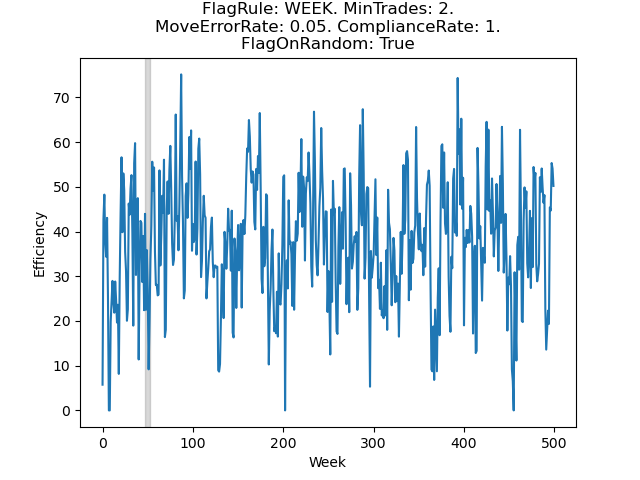 FlagRule: WEEK. MinTrades: 2.
MoveErrorRate: 0.05. ComplianceRate: 1.
FlagOnRandom: True
70
60
50
40
30
20
10
0
Efficiency
0 100 200 300 400 500
Week